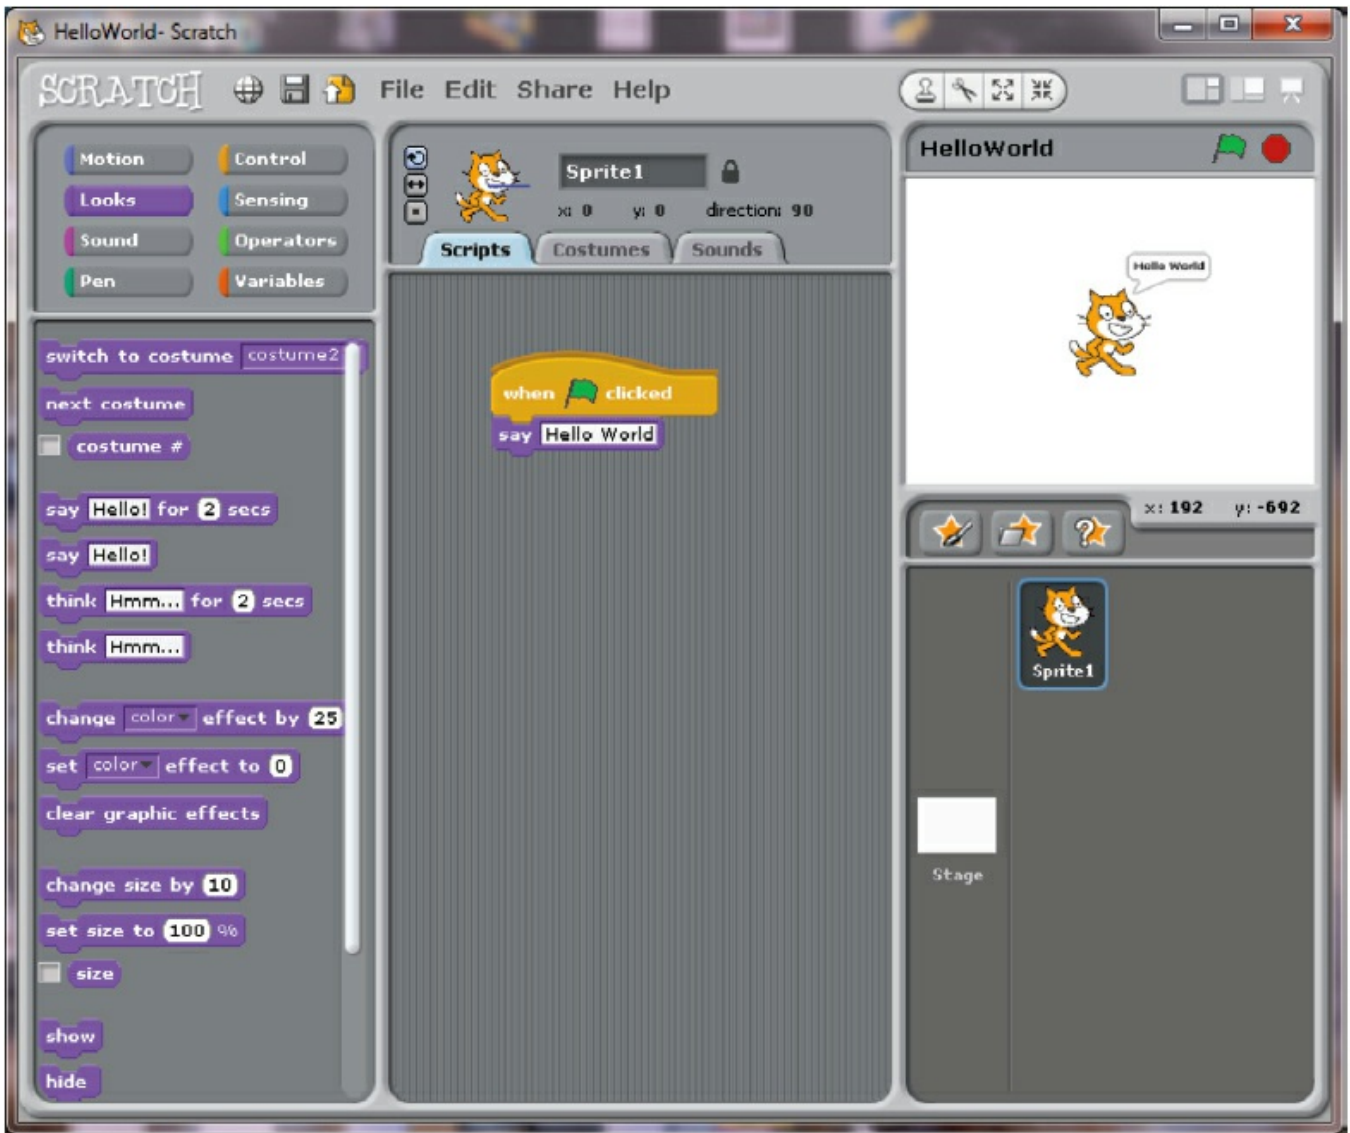 HelloWorld- Scratch
SCRATCH File Edit Share Help
Motion Control
Looks Sensing
Sound Operators
Pen Variables
switch to costume costume2
next costume
costume #
say Hello! for 2 secs
say Hello!
think Hmm... for 2 secs
think Hmm...
change color effect by 25
set color effect to 0
clear graphic effects
change size by 10
set size to 100 %
size
show
hide
Sprite1
x: 0 y: 0 direction: 90
Scripts Costumes Sounds
when clicked
say Hello World
HelloWorld
Hello World
x: 192 y: -692
Sprite1
Stage